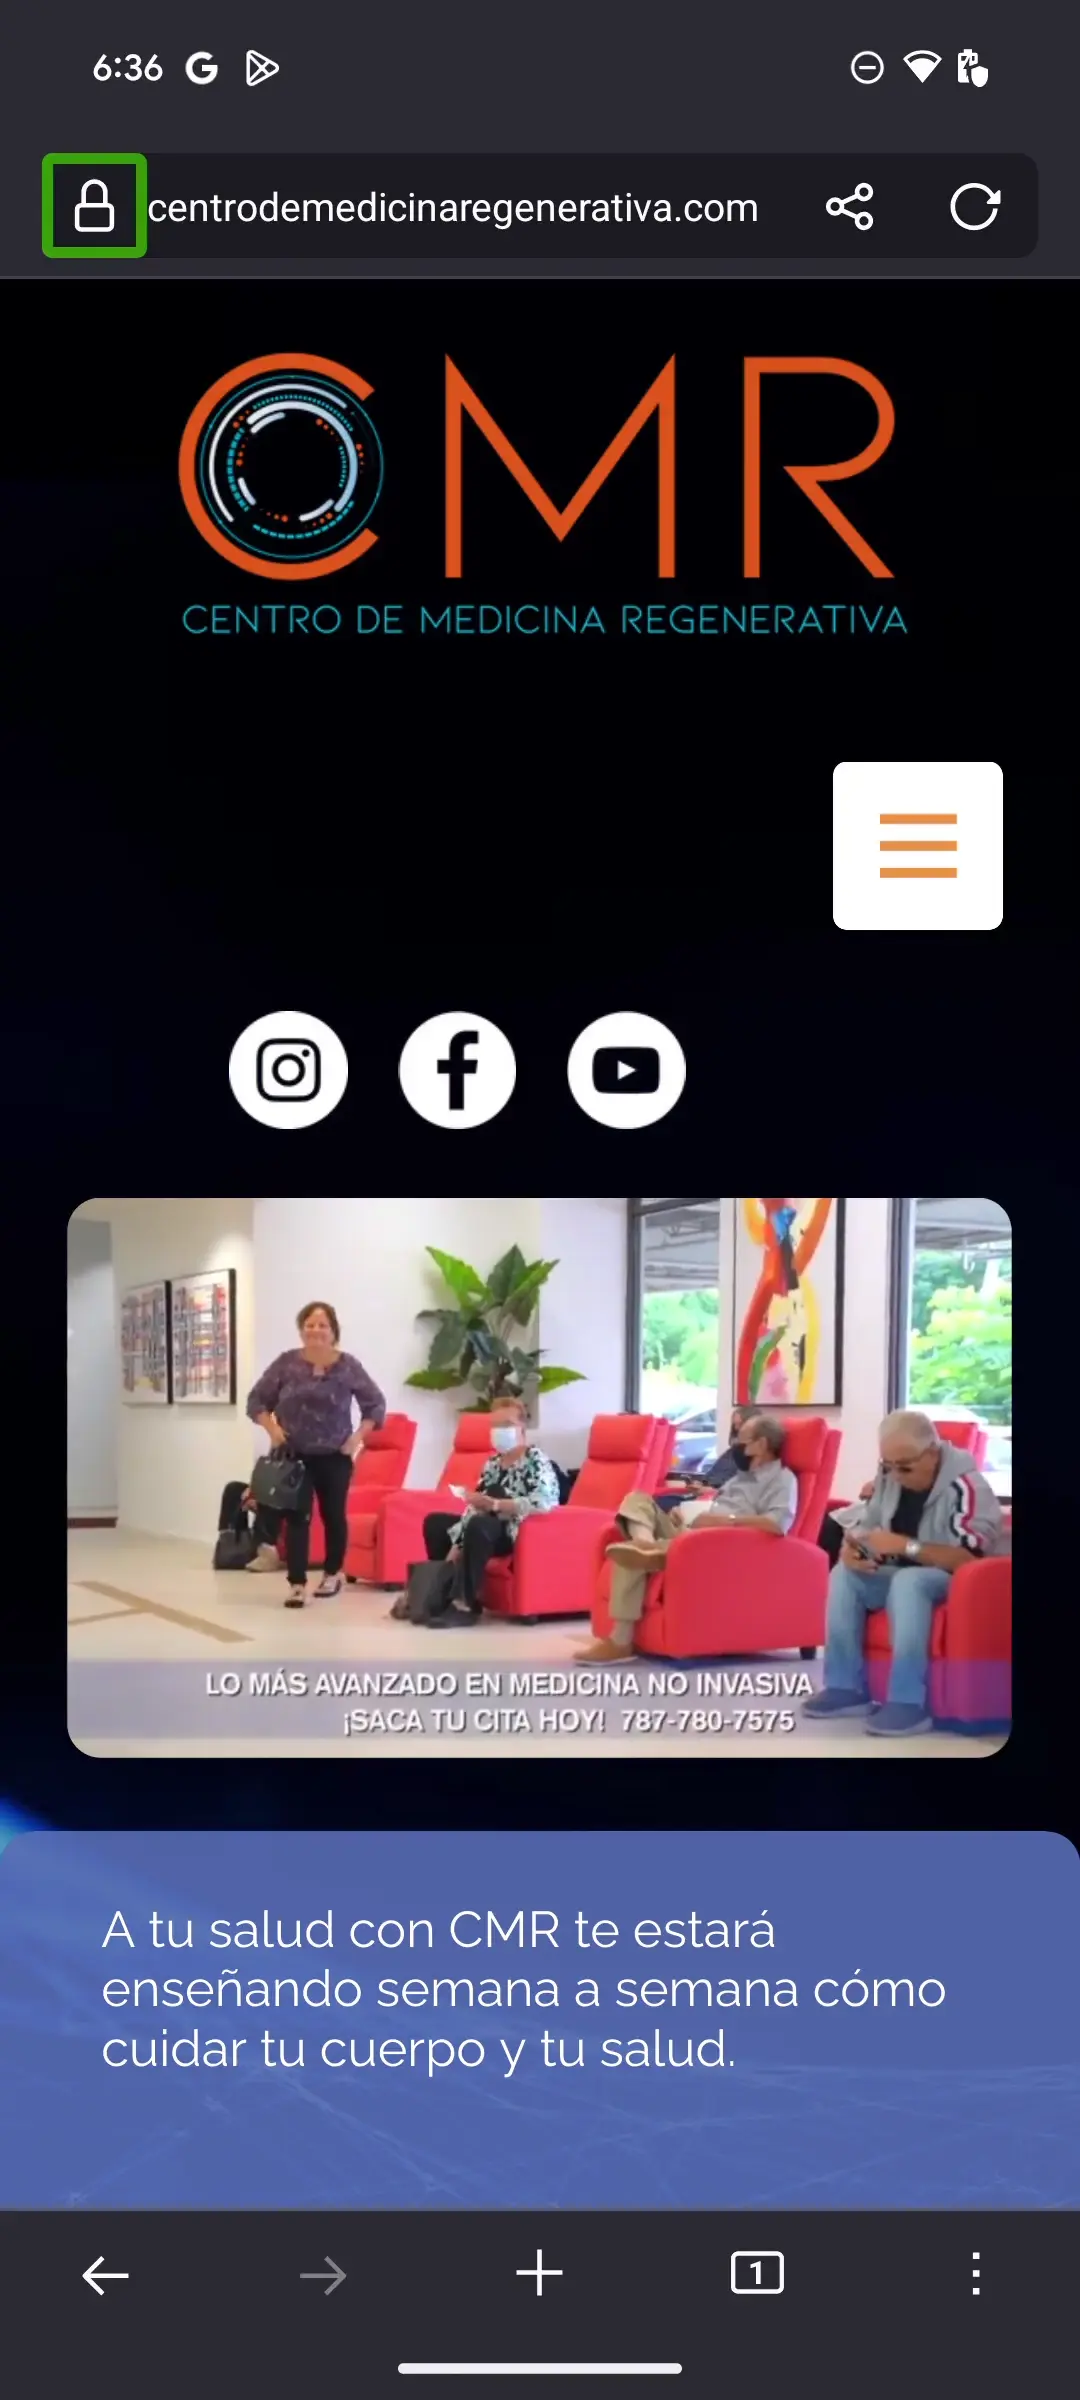 6:36
centrodemedicinaregenerativa.com
CMR
CENTRO DE MEDICINA REGENERATIVA
LO MÁS AVANZADO EN MEDICINA NO INVASIVA
¡SACA TU CITA HOY! 787-780-7575
A tu salud con CMR te estará
enseñando semana a semana cómo
cuidar tu cuerpo y tu salud.
1